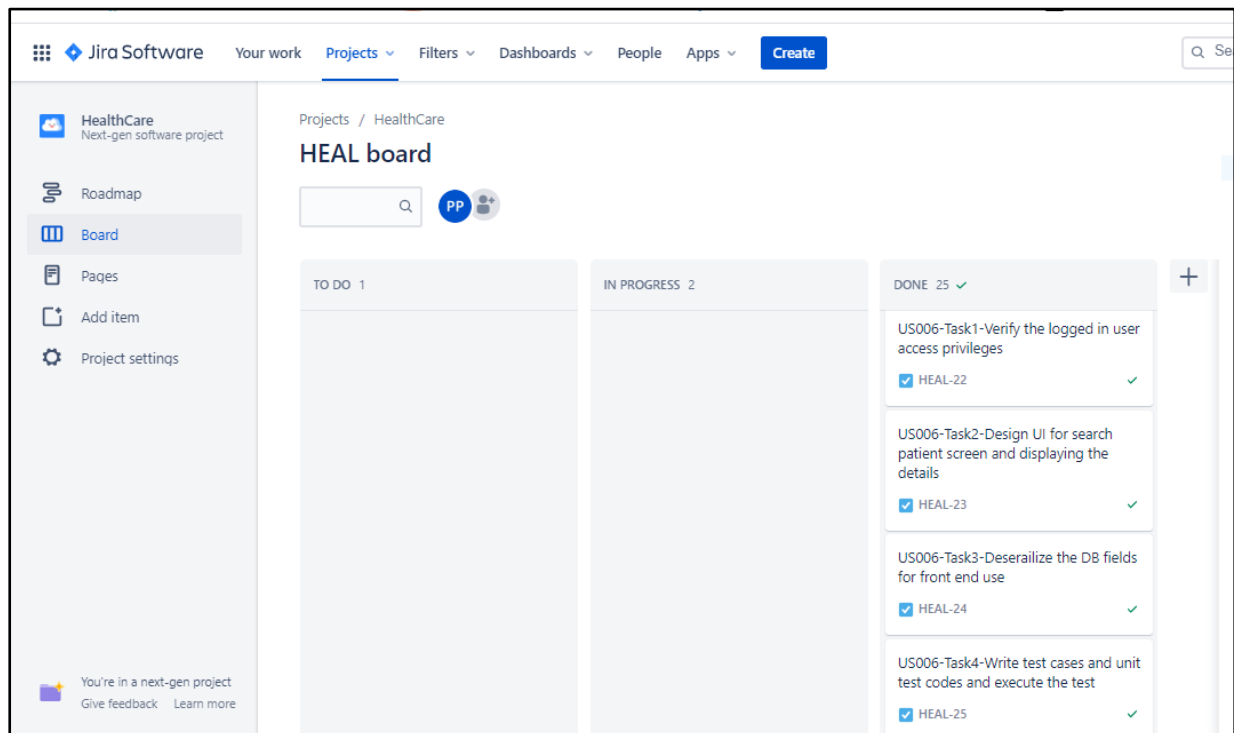 Jira Software Your work Projects Filters Dashboards People Apps Create Sea
HealthCare
Next-gen software project
Roadmap
Board
Pages
Add item
Project settings
You're in a next-gen project
Give feedback Learn more
Projects / HealthCare
HEAL board
PP
TO DO 1
IN PROGRESS 2
DONE 25
US006-Task1-Verify the logged in user
access privileges
HEAL-22
US006-Task2-Design UI for search
patient screen and displaying the
details
HEAL-23
US006-Task3-Deserailize the DB fields
for front end use
HEAL-24
US006-Task4-Write test cases and unit
test codes and execute the test
HEAL-25